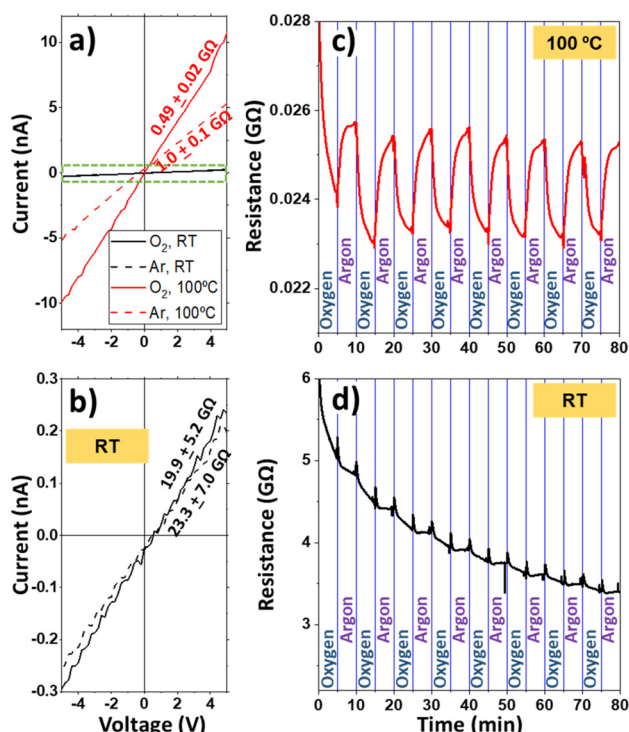 a)
Current (nA)
10
5
0
-5
-10
-4 -2 0 2 4
0.49 ± 0.02 GΩ
1.0 ± 0.1 GΩ
O2, RT
Ar, RT
O2, 100ºC
Ar, 100ºC
b)
RT
Current (nA)
0.3
0.2
0.1
0.0
-0.1
-0.2
-0.3
-4 -2 0 2 4
Voltage (V)
19.9 ± 5.2 GΩ
23.3 ± 7.0 GΩ
c)
100 ºC
Resistance (GΩ)
0.028
0.026
0.024
0.022
Oxygen Argon Oxygen Argon Oxygen Argon Oxygen Argon Oxygen Argon Oxygen Argon Oxygen Argon Oxygen Argon
0 10 20 30 40 50 60 70 80
d)
RT
Resistance (GΩ)
6
5
4
3
Oxygen Argon Oxygen Argon Oxygen Argon Oxygen Argon Oxygen Argon Oxygen Argon Oxygen Argon Oxygen Argon
0 10 20 30 40 50 60 70 80
Time (min)